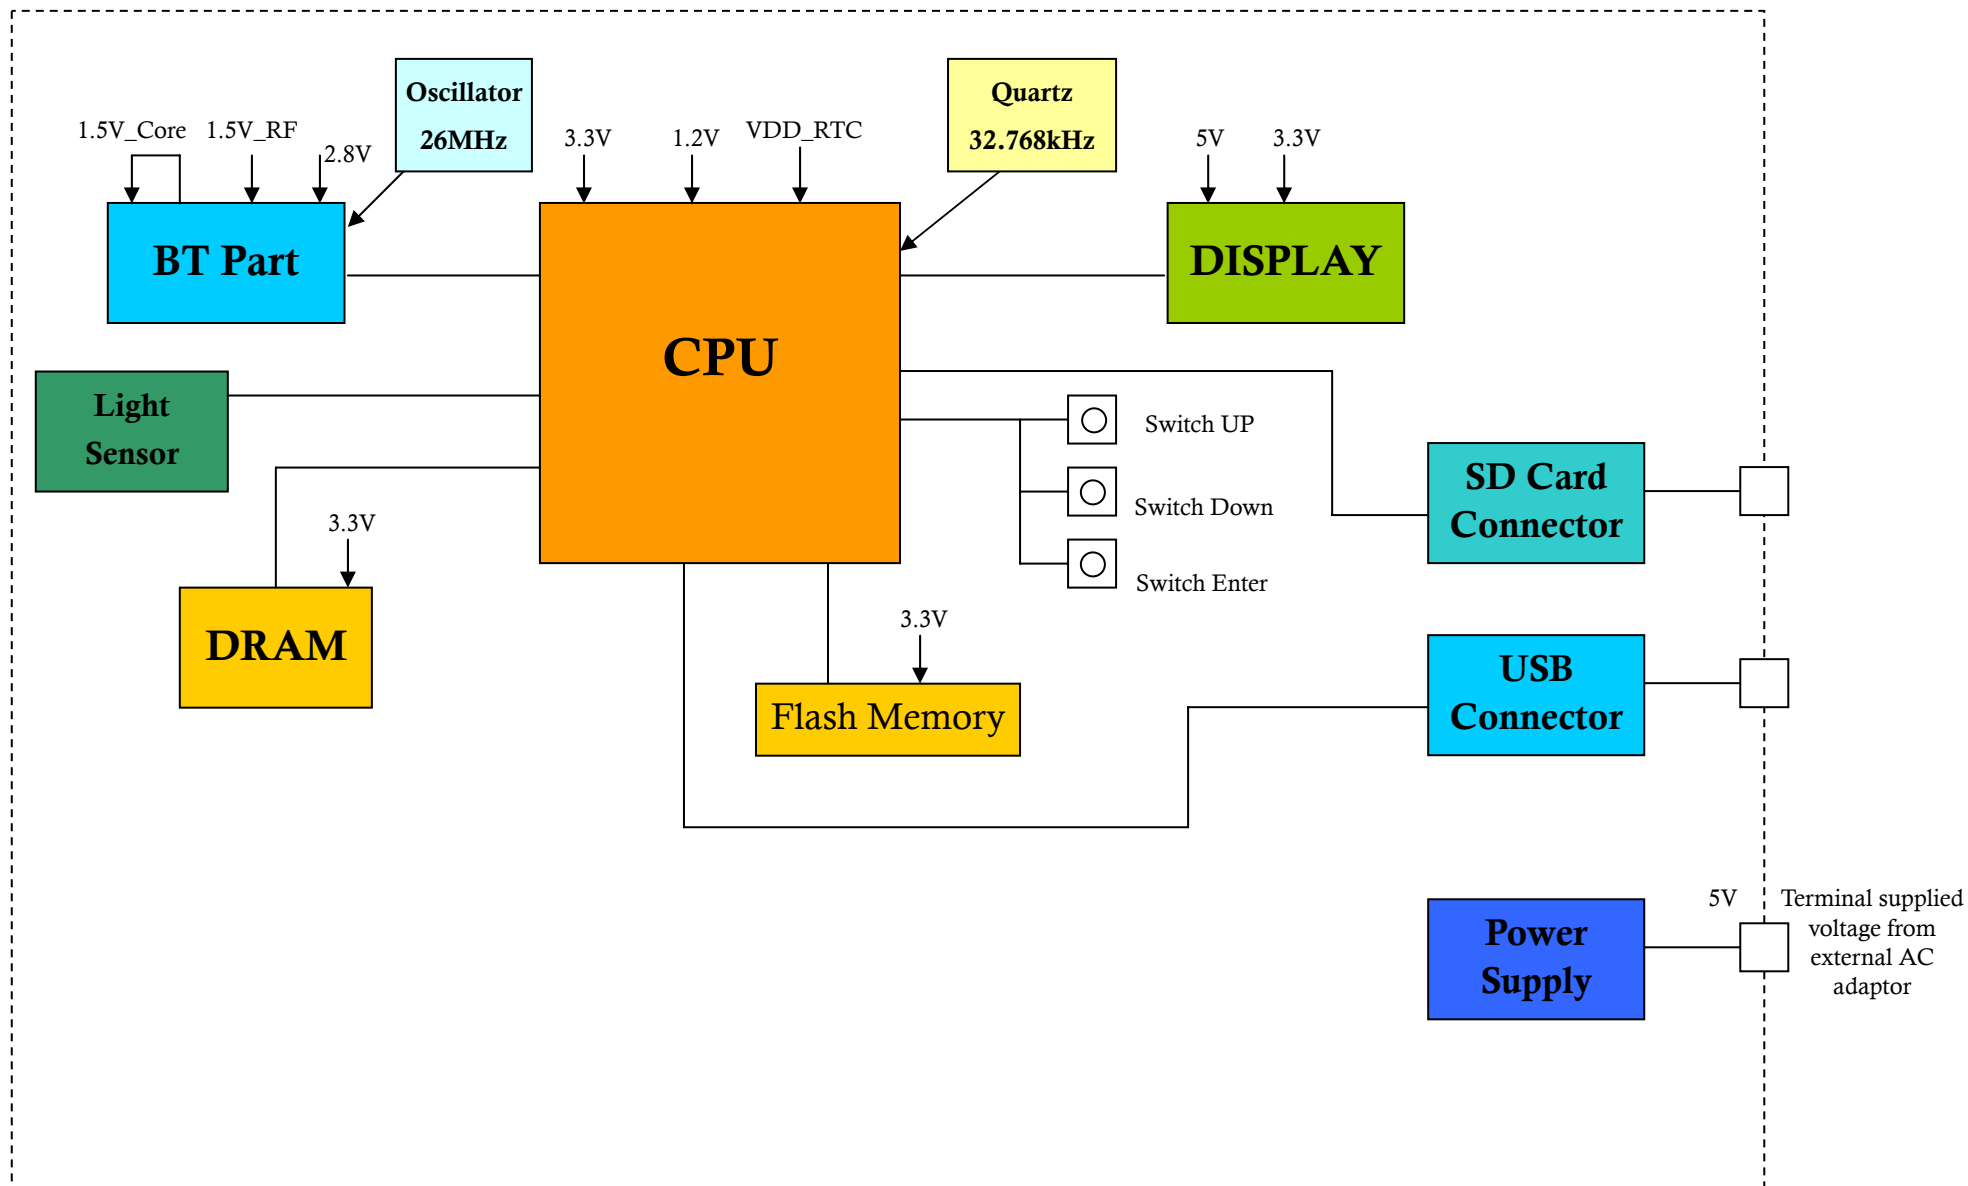 Oscillator
26MHz
Quartz
32.768kHz
1.5V_Core
1.5V_RF
2.8V
3.3V
1.2V
VDD_RTC
5V
3.3V
BT Part
CPU
DISPLAY
Light
Sensor
Switch UP
Switch Down
Switch Enter
SD Card
Connector
3.3V
DRAM
3.3V
Flash Memory
USB
Connector
5V
Terminal supplied
voltage from
external AC
adaptor
Power
Supply